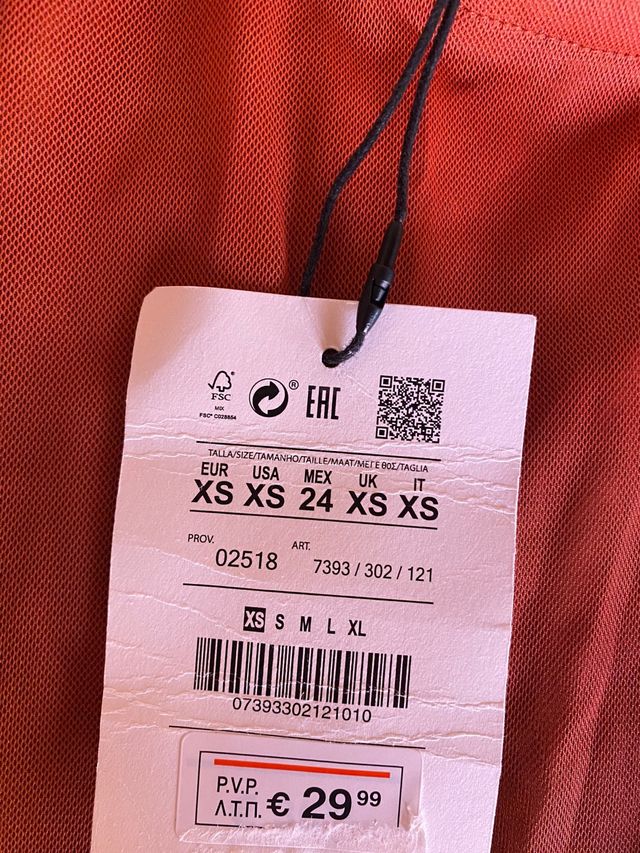 FSC
®
EAC
MIX
FSC® C028654
TALLA/SIZE/TAMANHO/TAILLE/MAAT/ΜΕΓΕΘΟΣ/TAGLIA
EUR USA MEX UK IT
XS XS 24 XS XS
PROV. 02518 ART. 7393 / 302 / 121
XS S M L XL
07393302121010
P.V.P.
Λ.Τ.Π. € 29 99